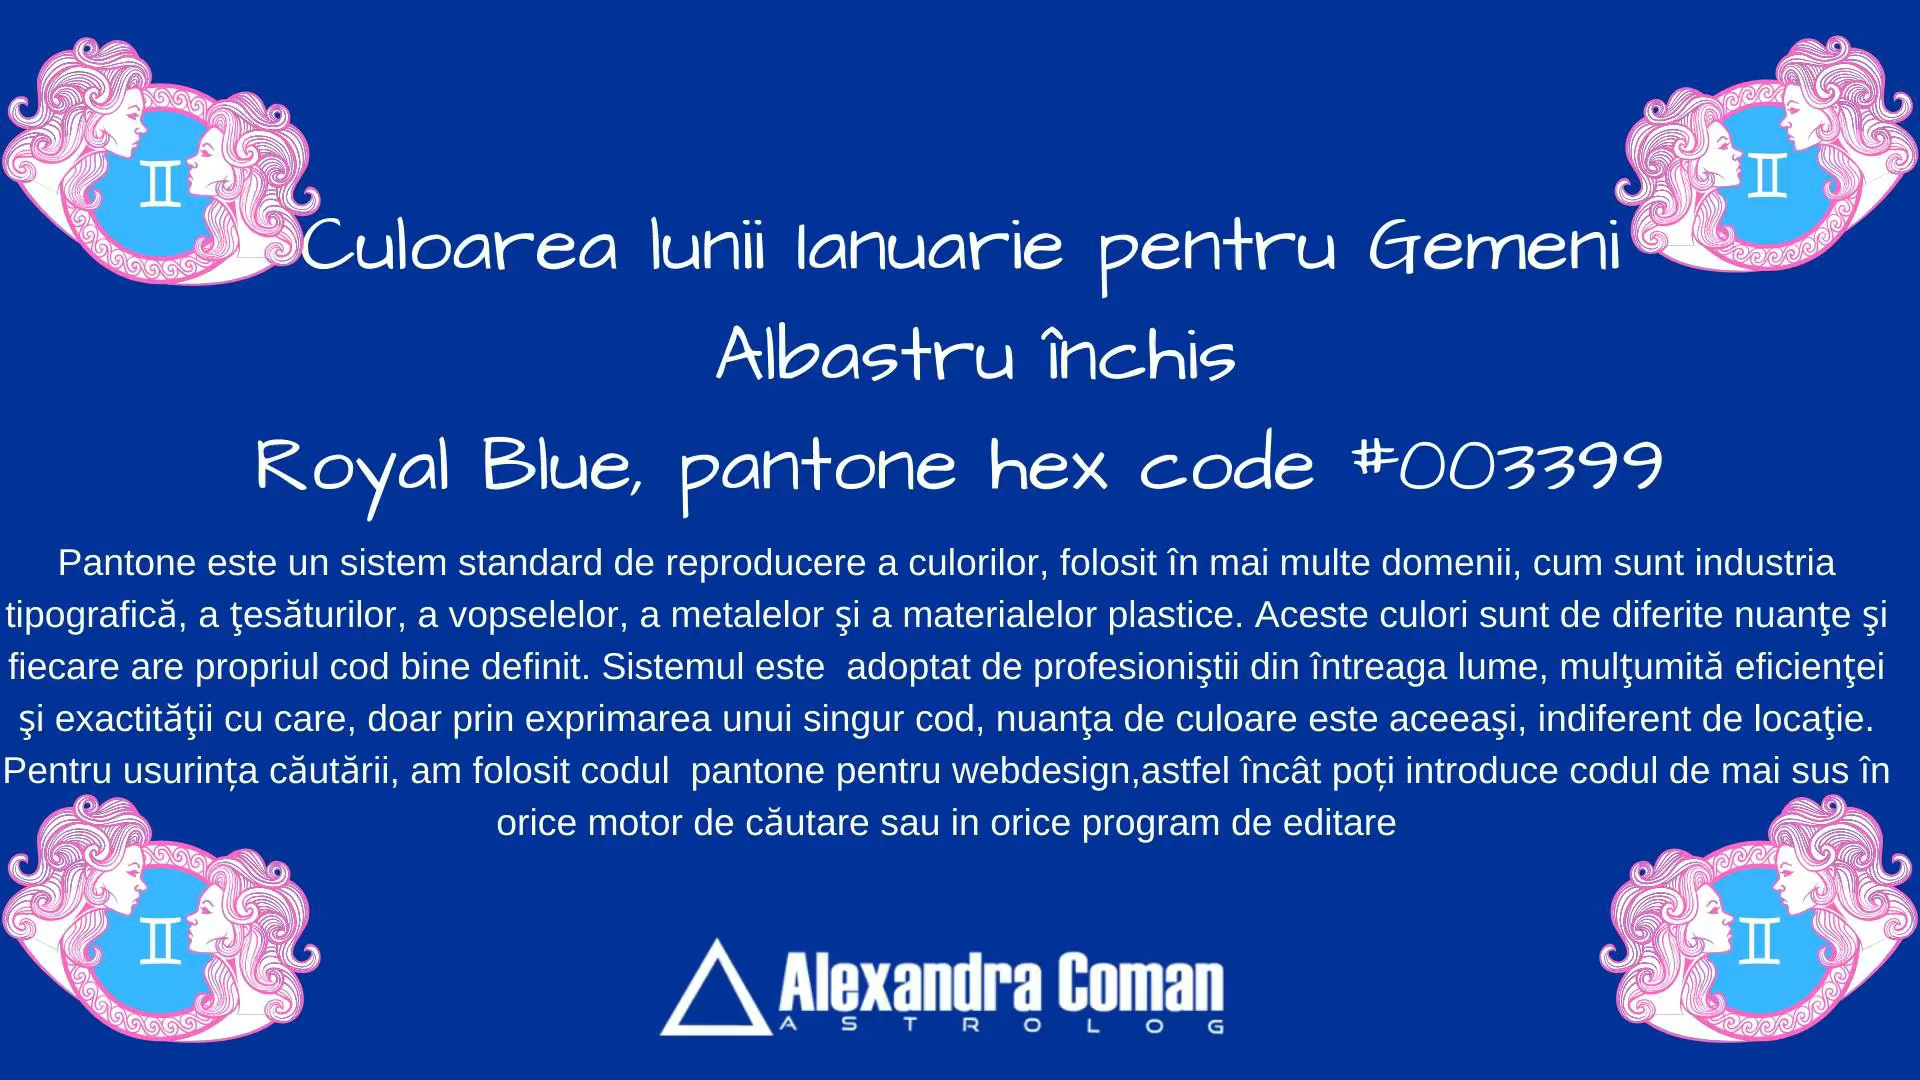 Culoarea lunii Ianuarie pentru Gemeni
Albastru închis
Royal Blue, pantone hex code #003399
Pantone este un sistem standard de reproducere a culorilor, folosit în mai multe domenii, cum sunt industria
tipografică, a ţesăturilor, a vopselelor, a metalelor şi a materialelor plastice. Aceste culori sunt de diferite nuanţe şi
fiecare are propriul cod bine definit. Sistemul este  adoptat de profesioniştii din întreaga lume, mulţumită eficienţei
şi exactităţii cu care, doar prin exprimarea unui singur cod, nuanţa de culoare este aceeaşi, indiferent de locaţie.
Pentru usurința căutării, am folosit codul  pantone pentru webdesign,astfel încât poți introduce codul de mai sus în
orice motor de căutare sau in orice program de editare
Alexandra Coman
ASTROLOG